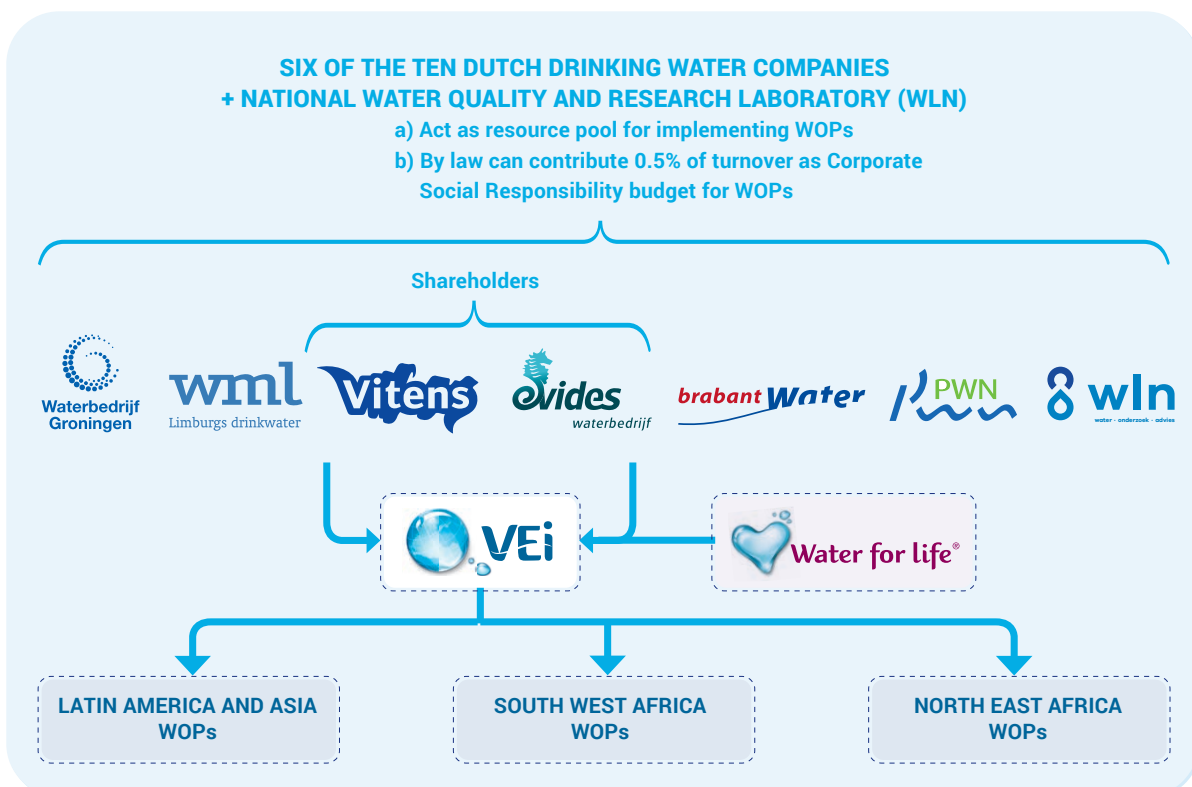 SIX OF THE TEN DUTCH DRINKING WATER COMPANIES
+ NATIONAL WATER QUALITY AND RESEARCH LABORATORY (WLN)
a) Act as resource pool for implementing WOPs
b) By law can contribute 0.5% of turnover as Corporate
Social Responsibility budget for WOPs
Shareholders
Waterbedrijf
Groningen
wml
Limburgs drinkwater
Vitens
evides
waterbedrijf
brabant Water
PWN
wln
water - onderzoek - advies
VEi
Water for life®
LATIN AMERICA AND ASIA
WOPs
SOUTH WEST AFRICA
WOPs
NORTH EAST AFRICA
WOPs